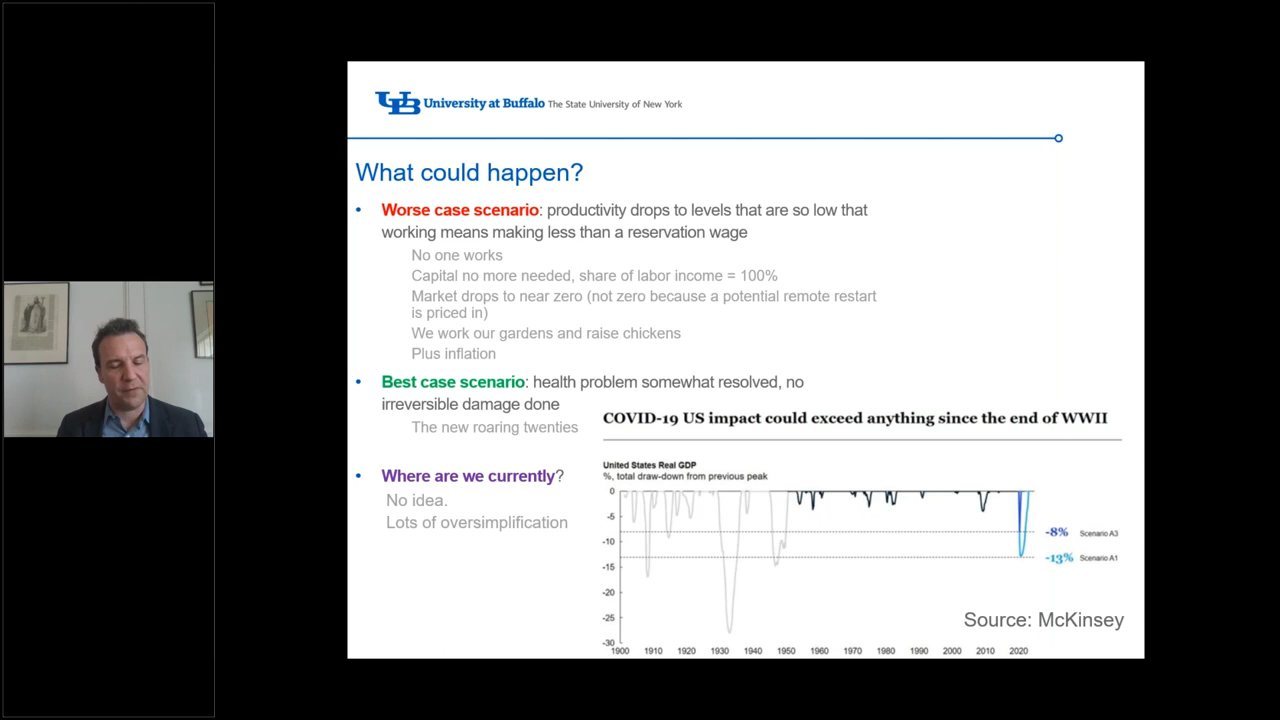 University at Buffalo The State University of New York
What could happen?
• Worse case scenario: productivity drops to levels that are so low that
working means making less than a reservation wage
No one works
Capital no more needed, share of labor income = 100%
Market drops to near zero (not zero because a potential remote restart
is priced in)
We work our gardens and raise chickens
Plus inflation
• Best case scenario: health problem somewhat resolved, no
irreversible damage done
The new roaring twenties
• Where are we currently?
No idea.
Lots of oversimplification
COVID-19 US impact could exceed anything since the end of WWII
United States Real GDP
%, total draw-down from previous peak
0
-5
-10
-15
-20
-25
-30
1900 1910 1920 1930 1940 1950 1960 1970 1980 1990 2000 2010 2020
-8% Scenario A3
-13% Scenario A1
Source: McKinsey